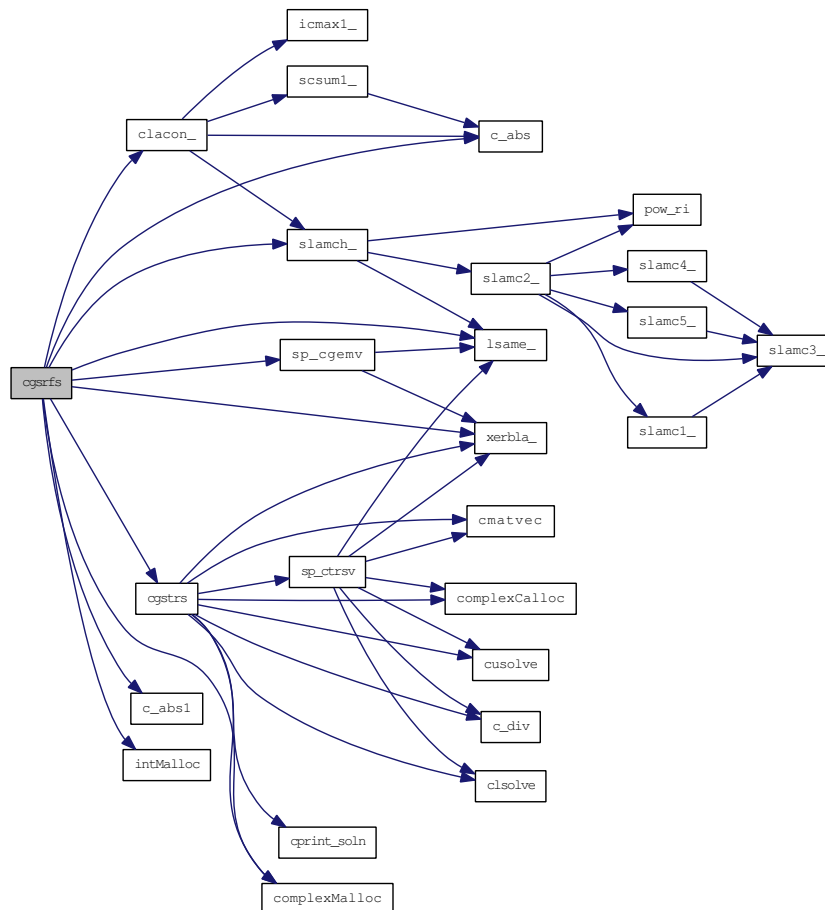 icmax1_
scsum1_
clacon_
c_abs
pow_ri
slamch_
slamc4_
slamc2_
slamc5_
lsame_
slamc3_
sp_cgemv
cgsrfs
slamc1_
xerbla_
cmatvec
sp_ctrsv
cgstrs
complexCalloc
cusolve
c_abs1
c_div
intMalloc
clsolve
cprint_soln
complexMalloc